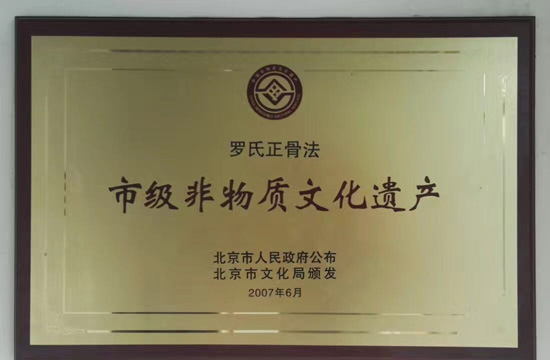 罗氏正骨法
市级非物质文化遗产
北京市人民政府公布
北京市文化局颁发
2007年6月